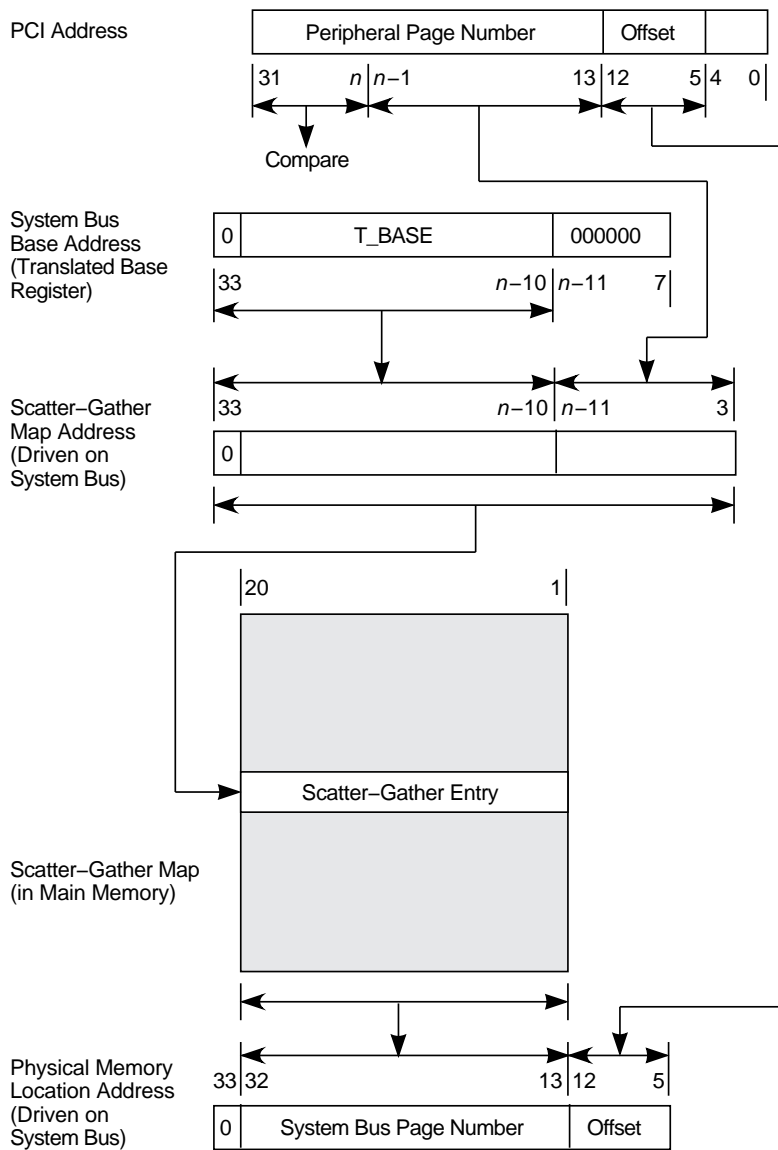 PCI Address
Peripheral Page Number Offset
31 n n−1 13 12 5 4 0
Compare
System Bus
Base Address
(Translated Base
Register)
0 T_BASE 000000
33 n−10 n−11 7
Scatter−Gather
Map Address
(Driven on
System Bus)
33 n−10 n−11 3
0
20 1
Scatter−Gather Entry
Scatter−Gather Map
(in Main Memory)
Physical Memory
Location Address
(Driven on
System Bus)
33 32 13 12 5
0 System Bus Page Number Offset